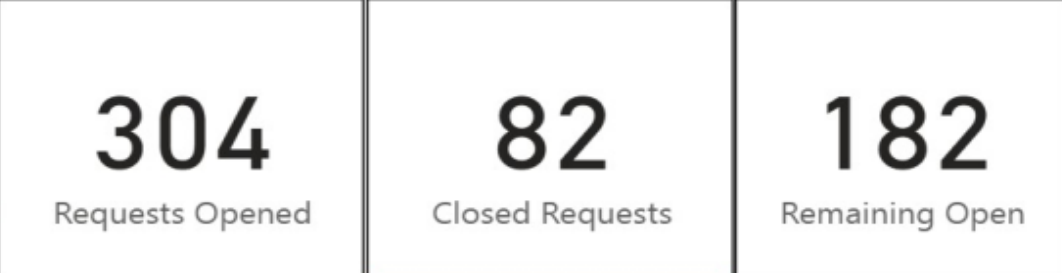 304
Requests Opened
82
Closed Requests
182
Remaining Open